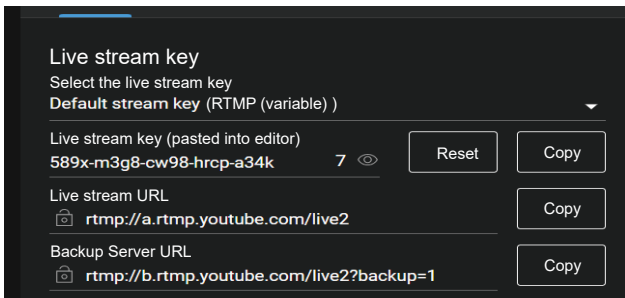 Live stream key
Select the live stream key
Default stream key (RTMP (variable) )
Live stream key (pasted into editor)
589x-m3g8-cw98-hrcp-a34k 7 Reset Copy
Live stream URL
rtmp://a.rtmp.youtube.com/live2 Copy
Backup Server URL
rtmp://b.rtmp.youtube.com/live2?backup=1 Copy